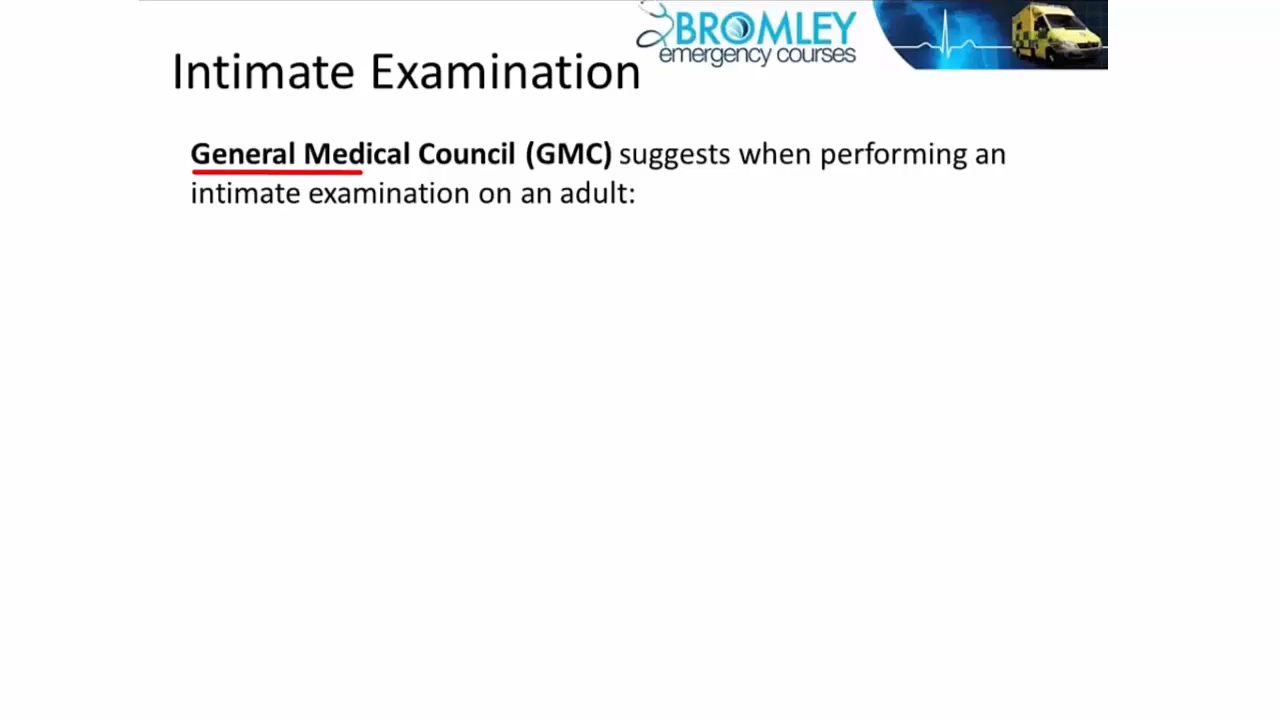 BROMLEY
emergency courses
Intimate Examination
General Medical Council (GMC) suggests when performing an
intimate examination on an adult: